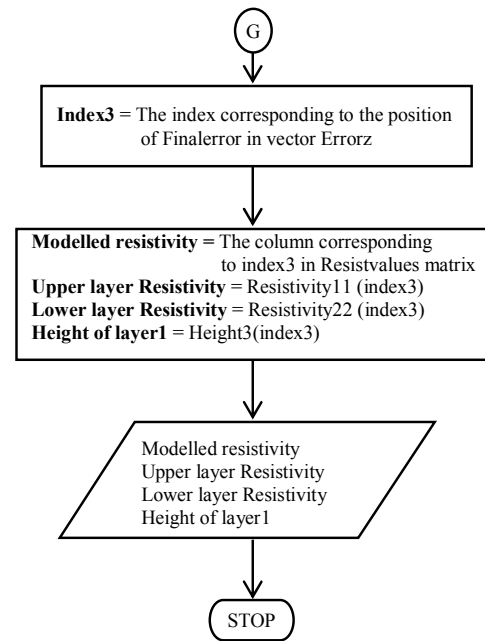 G
Index3 = The index corresponding to the position
of Finalerror in vector Errorz
Modelled resistivity = The column corresponding
to index3 in Resistvalues matrix
Upper layer Resistivity = Resistivity11 (index3)
Lower layer Resistivity = Resistivity22 (index3)
Height of layer1 = Height3(index3)
Modelled resistivity
Upper layer Resistivity
Lower layer Resistivity
Height of layer1
STOP